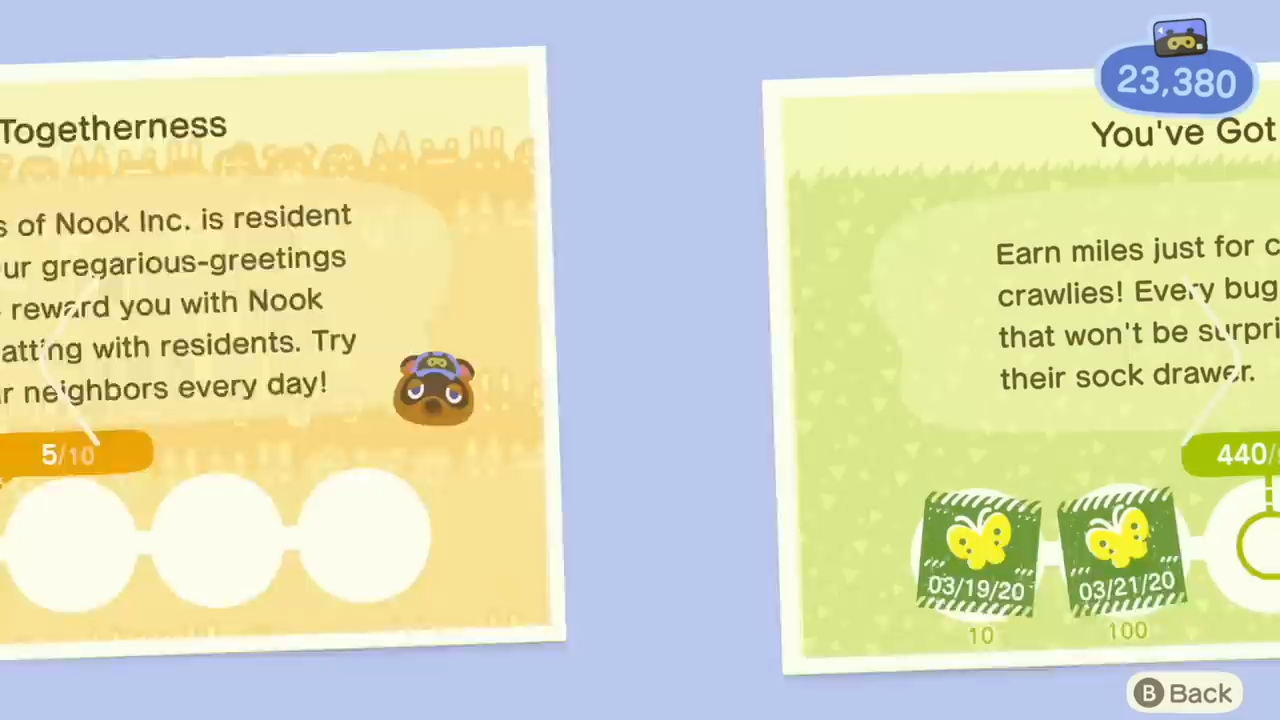 23,380
Togetherness
s of Nook Inc. is resident
ur gregarious-greetings
reward you with Nook
atting with residents. Try
r neighbors every day!
5/10
You've Got
Earn miles just for c
crawlies! Every bug
that won't be surpri
their sock drawer.
440/
03/19/20
03/21/20
10
100
B Back